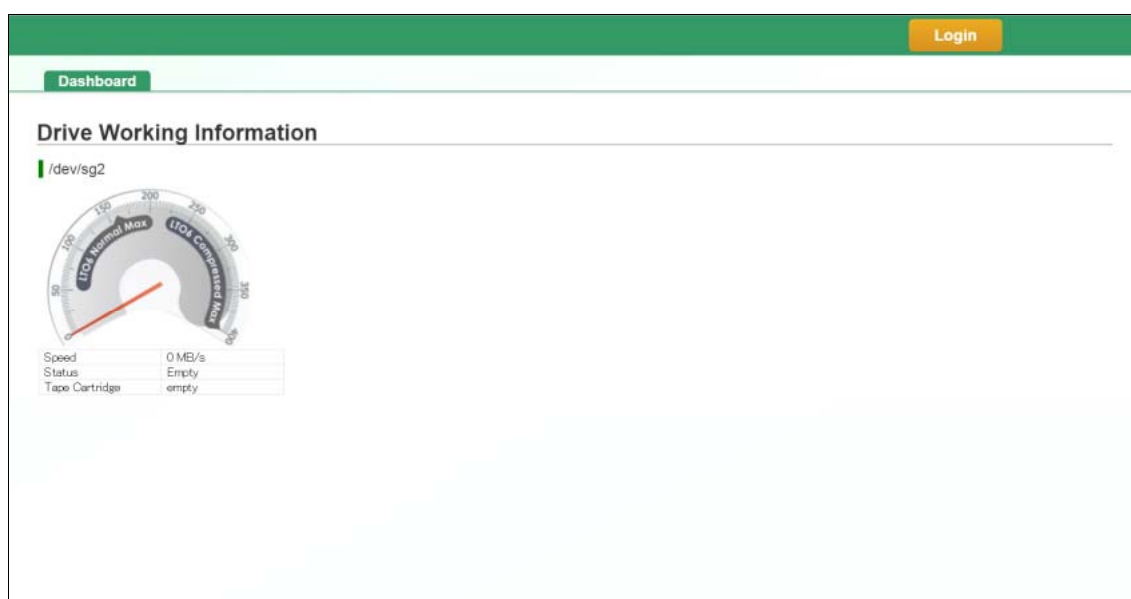 Login
Dashboard
Drive Working Information
/dev/sg2
0
50
100
150
200
250
300
350
400
LTO6 Normal Max
LTO6 Compressed Max
Speed 0 MB/s
Status Empty
Tape Cartridge empty